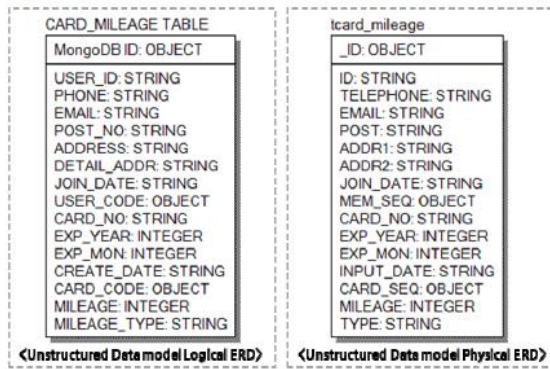 CARD_MILEAGE TABLE
MongoDB ID: OBJECT
USER_ID: STRING
PHONE: STRING
EMAIL: STRING
POST_NO: STRING
ADDRESS: STRING
DETAIL_ADDR: STRING
JOIN_DATE: STRING
USER_CODE: OBJECT
CARD_NO: STRING
EXP_YEAR: INTEGER
EXP_MON: INTEGER
CREATE_DATE: STRING
CARD_CODE: OBJECT
MILEAGE: INTEGER
MILEAGE_TYPE: STRING
<Unstructured Data model Logical ERD>
tcard_mileage
_ID: OBJECT
ID: STRING
TELEPHONE: STRING
EMAIL: STRING
POST: STRING
ADDR1: STRING
ADDR2: STRING
JOIN_DATE: STRING
MEM_SEQ: OBJECT
CARD_NO: STRING
EXP_YEAR: INTEGER
EXP_MON: INTEGER
INPUT_DATE: STRING
CARD_SEQ: OBJECT
MILEAGE: INTEGER
TYPE: STRING
<Unstructured Data model Physical ERD>